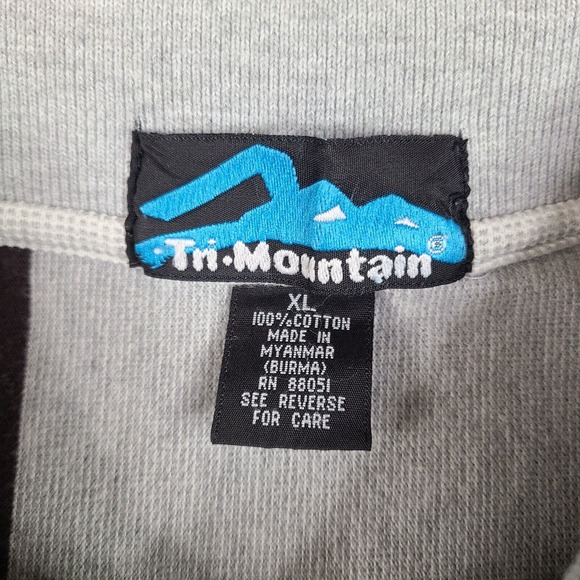 Tri-Mountain®
XL
100%COTTON
MADE IN
MYANMAR
(BURMA)
RN 88051
SEE REVERSE
FOR CARE